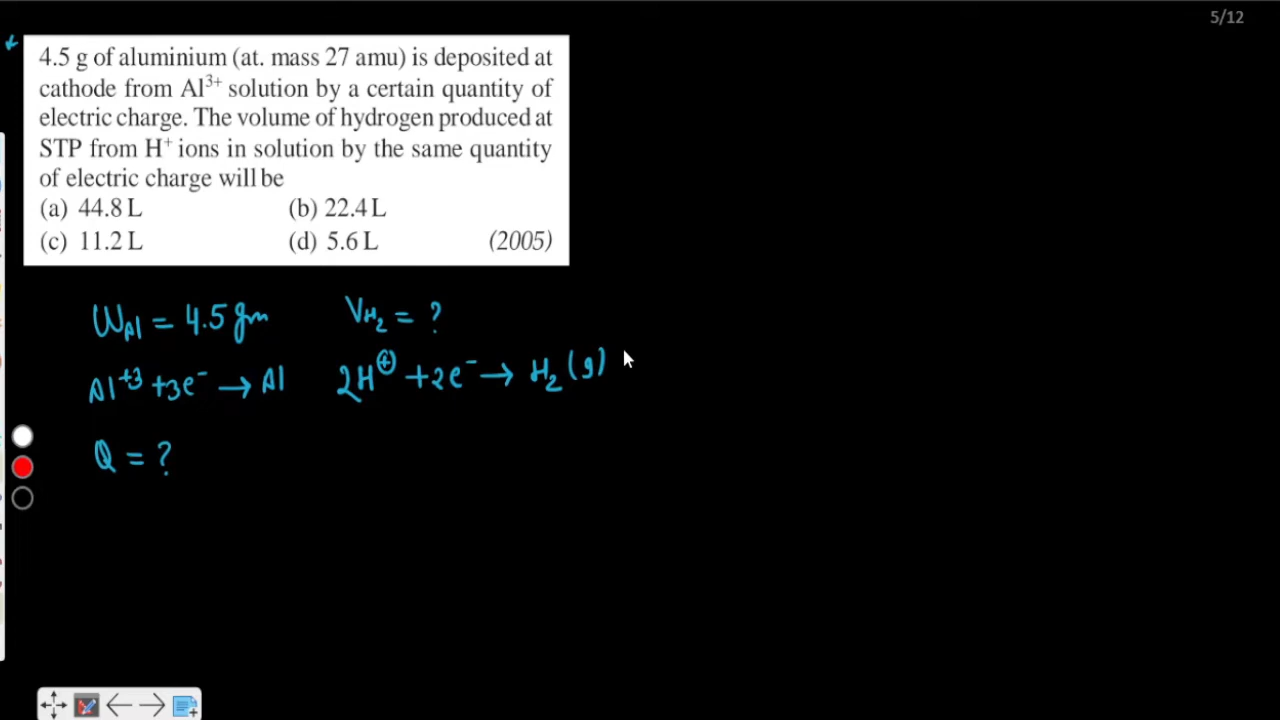 5/12
4.5 g of aluminium (at. mass 27 amu) is deposited at
cathode from Al³⁺ solution by a certain quantity of
electric charge. The volume of hydrogen produced at
STP from H⁺ ions in solution by the same quantity
of electric charge will be
(a) 44.8 L (b) 22.4 L
(c) 11.2 L (d) 5.6 L (2005)
W_Al = 4.5 gm V_H₂ = ?
Al⁺³ + 3e⁻ → Al 2H⊕ + 2e⁻ → H₂ (g)
Q = ?